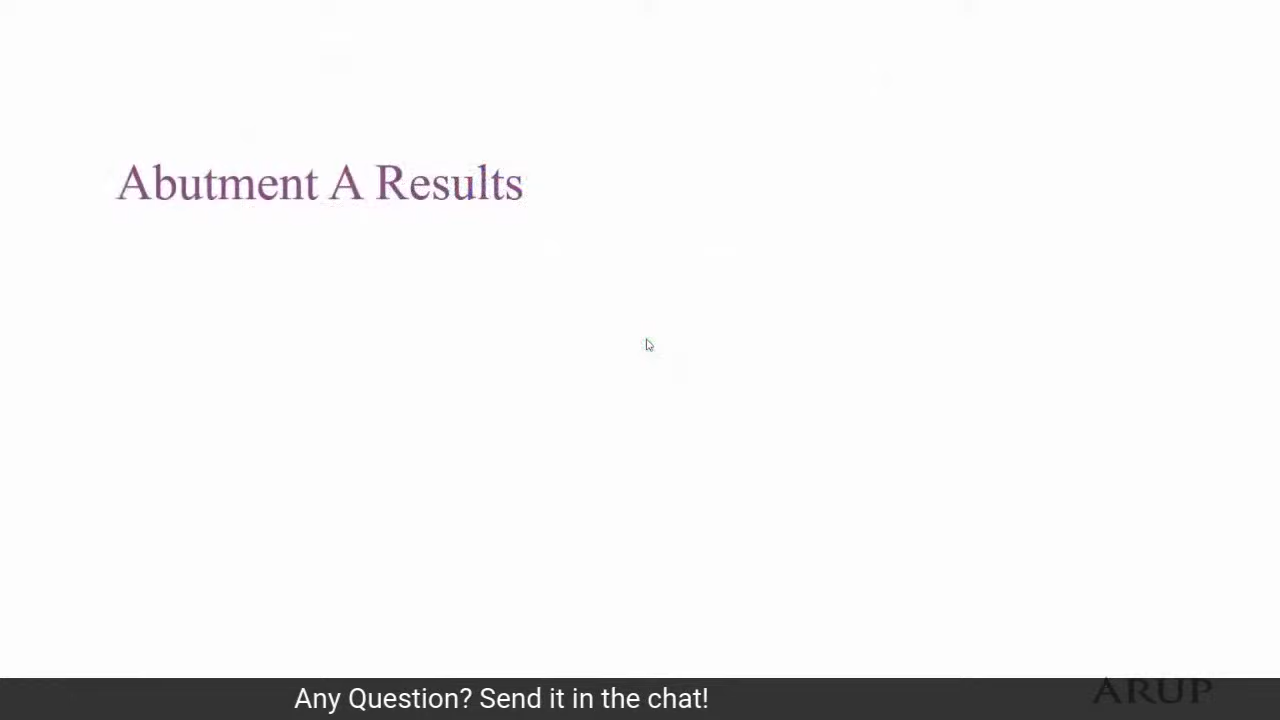 Abutment A Results
Any Question? Send it in the chat!
ARUP